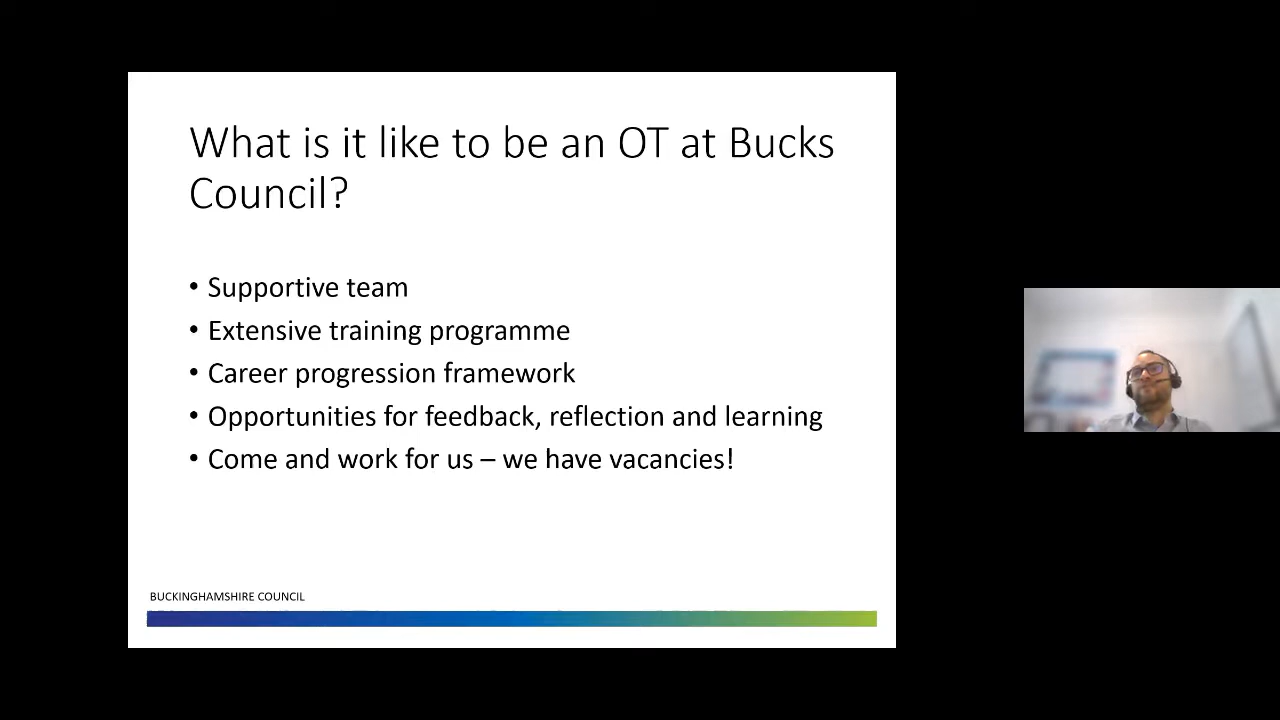 What is it like to be an OT at Bucks
Council?
• Supportive team
• Extensive training programme
• Career progression framework
• Opportunities for feedback, reflection and learning
• Come and work for us – we have vacancies!
BUCKINGHAMSHIRE COUNCIL